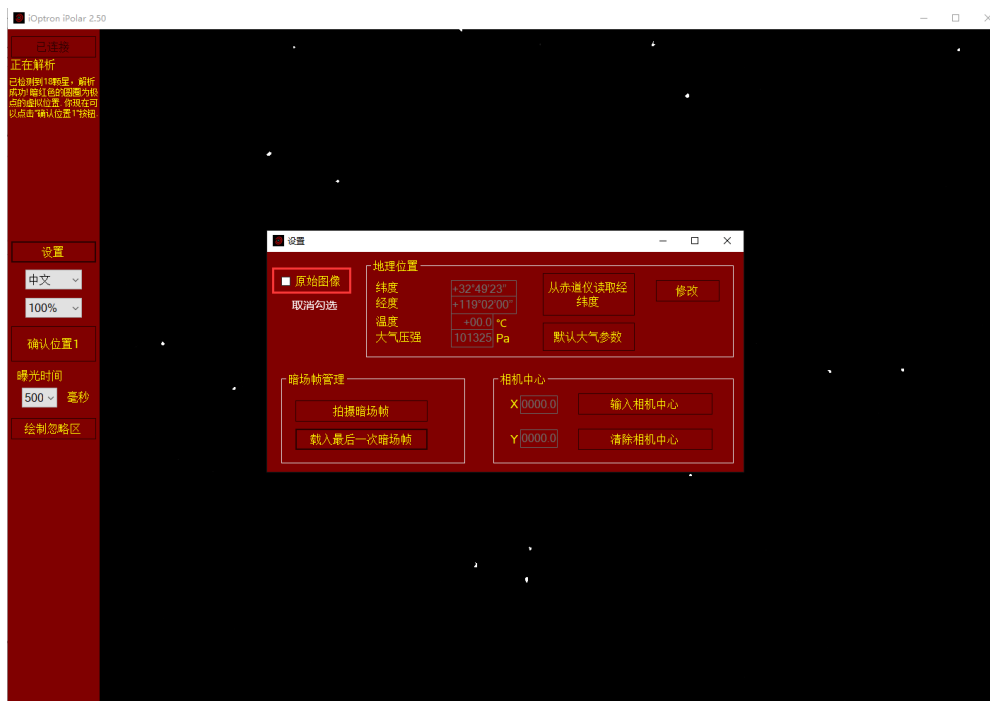 iOptron iPolar 2.50
已连接
正在解析
已检测到18颗星，解析
成功!暗红色的圆圈为极
点的虚拟位置.你现在可
以点击"确认位置1"按钮.
设置
中文
100%
确认位置1
曝光时间
500 毫秒
绘制忽略区
设置
原始图像
取消勾选
地理位置
纬度 +32°49'23"
经度 +119°02'00"
温度 +00.0 °C
大气压强 101325 Pa
从赤道仪读取经
纬度
默认大气参数
修改
暗场帧管理
拍摄暗场帧
载入最后一次暗场帧
相机中心
X 0000.0 输入相机中心
Y 0000.0 清除相机中心